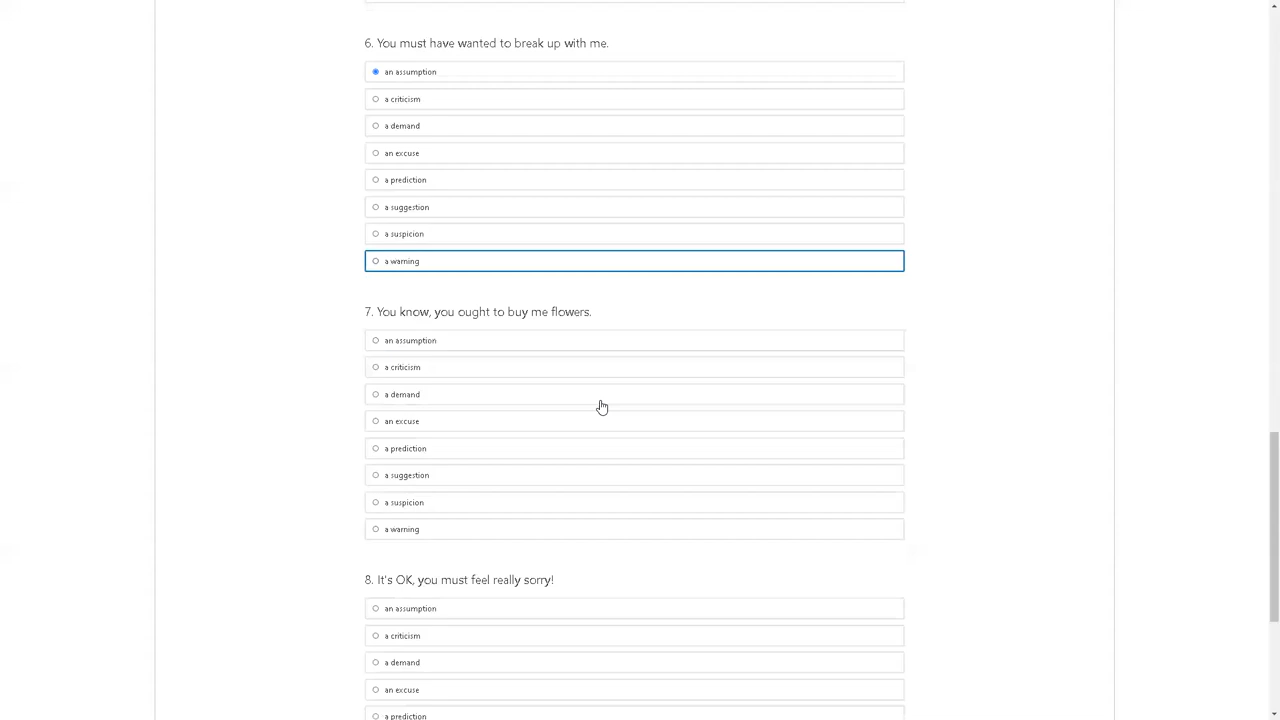 6. You must have wanted to break up with me.
an assumption
a criticism
a demand
an excuse
a prediction
a suggestion
a suspicion
a warning
7. You know, you ought to buy me flowers.
an assumption
a criticism
a demand
an excuse
a prediction
a suggestion
a suspicion
a warning
8. It's OK, you must feel really sorry!
an assumption
a criticism
a demand
an excuse
a prediction